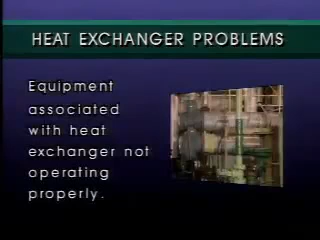 HEAT EXCHANGER PROBLEMS
Equipment
associated
with heat
exchanger not
operating
properly.